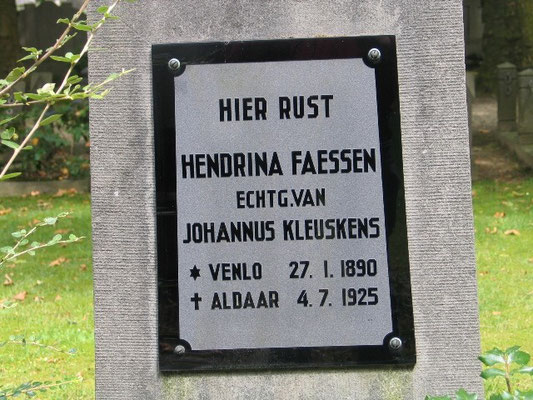 HIER RUST
HENDRINA FAESSEN
ECHTG.VAN
JOHANNUS KLEUSKENS
* VENLO 27. 1. 1890
† ALDAAR 4. 7. 1925